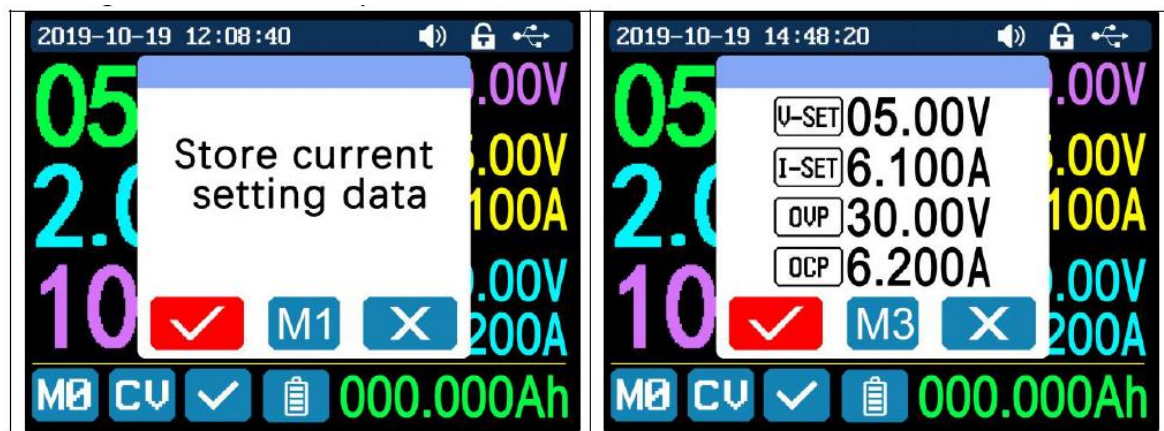 2019-10-19 12:08:40
05
.00V
Store current
setting data
.00V
2.0
100A
.00V
10
M1
200A
M0 CV 000.000Ah
2019-10-19 14:48:20
05
.00V
V-SET 05.00V
.00V
I-SET 6.100A
2.0
100A
OVP 30.00V
OCP 6.200A
.00V
10
M3
200A
M0 CV 000.000Ah